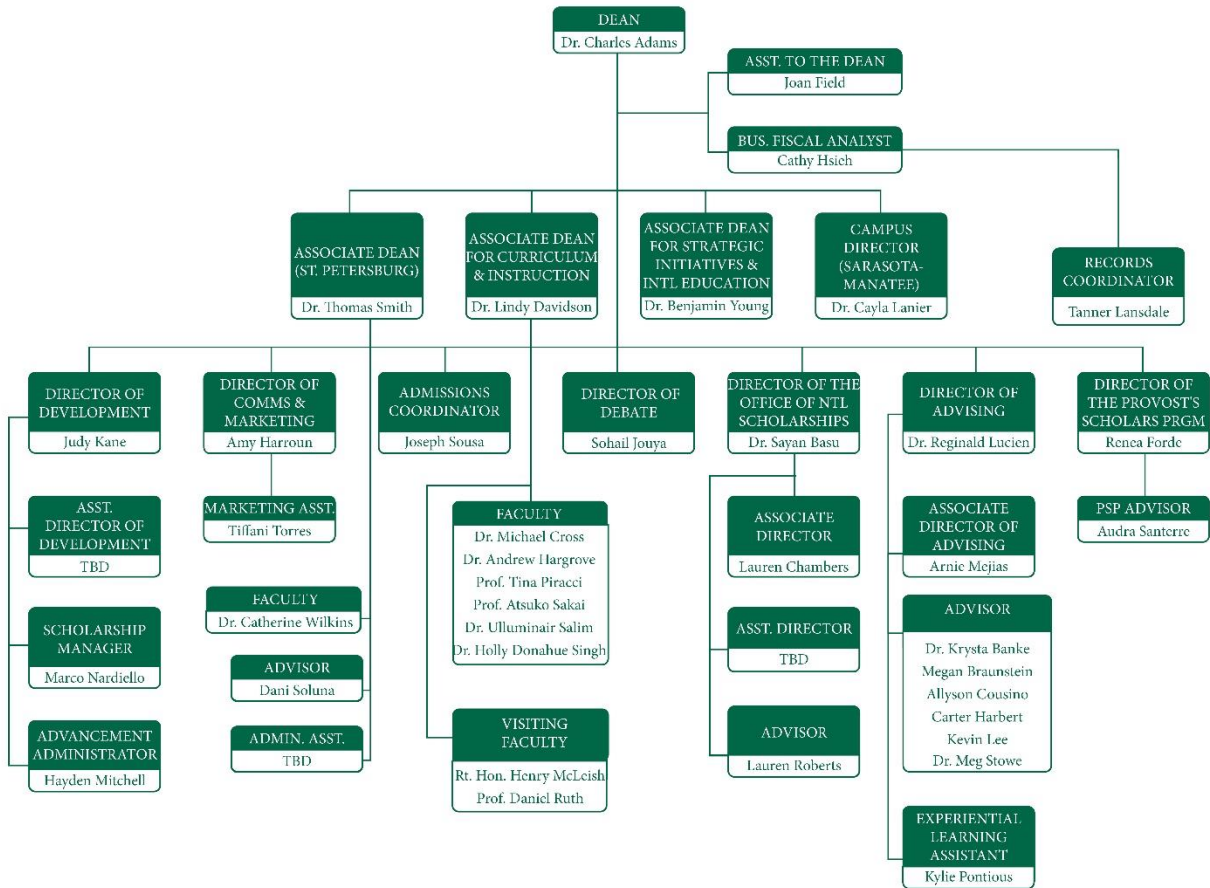 DEAN
Dr. Charles Adams
ASST. TO THE DEAN
Joan Field
BUS. FISCAL ANALYST
Cathy Hsieh
ASSOCIATE DEAN
(ST. PETERSBURG)
Dr. Thomas Smith
ASSOCIATE DEAN
FOR CURRICULUM
& INSTRUCTION
Dr. Lindy Davidson
ASSOCIATE DEAN
FOR STRATEGIC
INITIATIVES &
INTL EDUCATION
Dr. Benjamin Young
CAMPUS
DIRECTOR
(SARASOTA-
MANATEE)
Dr. Cayla Lanier
RECORDS
COORDINATOR
Tanner Lansdale
DIRECTOR OF
DEVELOPMENT
Judy Kane
DIRECTOR OF
COMMS &
MARKETING
Amy Harroun
ADMISSIONS
COORDINATOR
Joseph Sousa
DIRECTOR OF
DEBATE
Sohail Jouya
DIRECTOR OF THE
OFFICE OF NTL
SCHOLARSHIPS
Dr. Sayan Basu
DIRECTOR OF
ADVISING
Dr. Reginald Lucien
DIRECTOR OF
THE PROVOST'S
SCHOLARS PRGM
Renea Forde
ASST.
DIRECTOR OF
DEVELOPMENT
TBD
SCHOLARSHIP
MANAGER
Marco Nardiello
ADVANCEMENT
ADMINISTRATOR
Hayden Mitchell
MARKETING ASST.
Tiffani Torres
FACULTY
Dr. Catherine Wilkins
ADVISOR
Dani Soluna
ADMIN. ASST.
TBD
FACULTY
Dr. Michael Cross
Dr. Andrew Hargrove
Prof. Tina Piracci
Prof. Atsuko Sakai
Dr. Ulluminair Salim
Dr. Holly Donahue Singh
VISITING
FACULTY
Rt. Hon. Henry McLeish
Prof. Daniel Ruth
ASSOCIATE
DIRECTOR
Lauren Chambers
ASST. DIRECTOR
TBD
ADVISOR
Lauren Roberts
ASSOCIATE
DIRECTOR OF
ADVISING
Arnie Mejias
ADVISOR
Dr. Krysta Banke
Megan Braunstein
Allyson Cousino
Carter Harbert
Kevin Lee
Dr. Meg Stowe
EXPERIENTIAL
LEARNING
ASSISTANT
Kylie Pontious
PSP ADVISOR
Audra Santerre